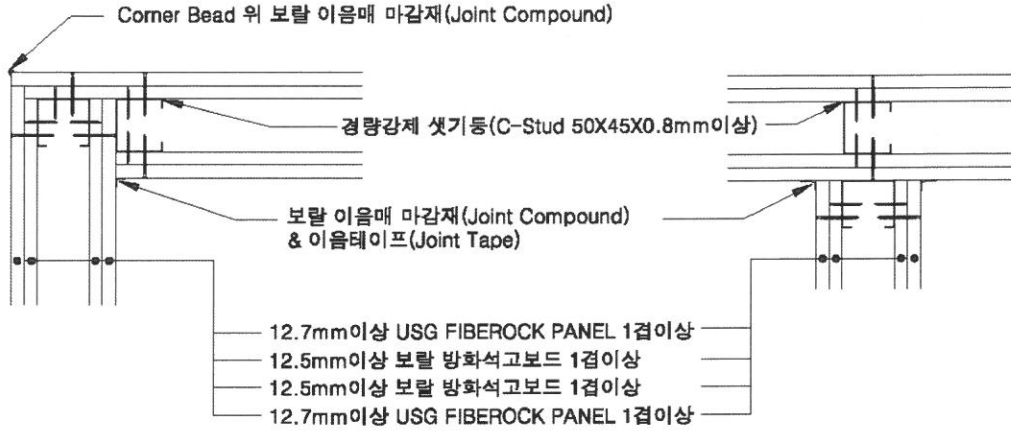 Corner Bead 위 보랄 이음매 마감재(Joint Compound)
경량강제 샛기둥(C-Stud 50X45X0.8mm이상)
보랄 이음매 마감재(Joint Compound)
& 이음테이프(Joint Tape)
12.7mm이상 USG FIBEROCK PANEL 1겹이상
12.5mm이상 보랄 방화석고보드 1겹이상
12.5mm이상 보랄 방화석고보드 1겹이상
12.7mm이상 USG FIBEROCK PANEL 1겹이상